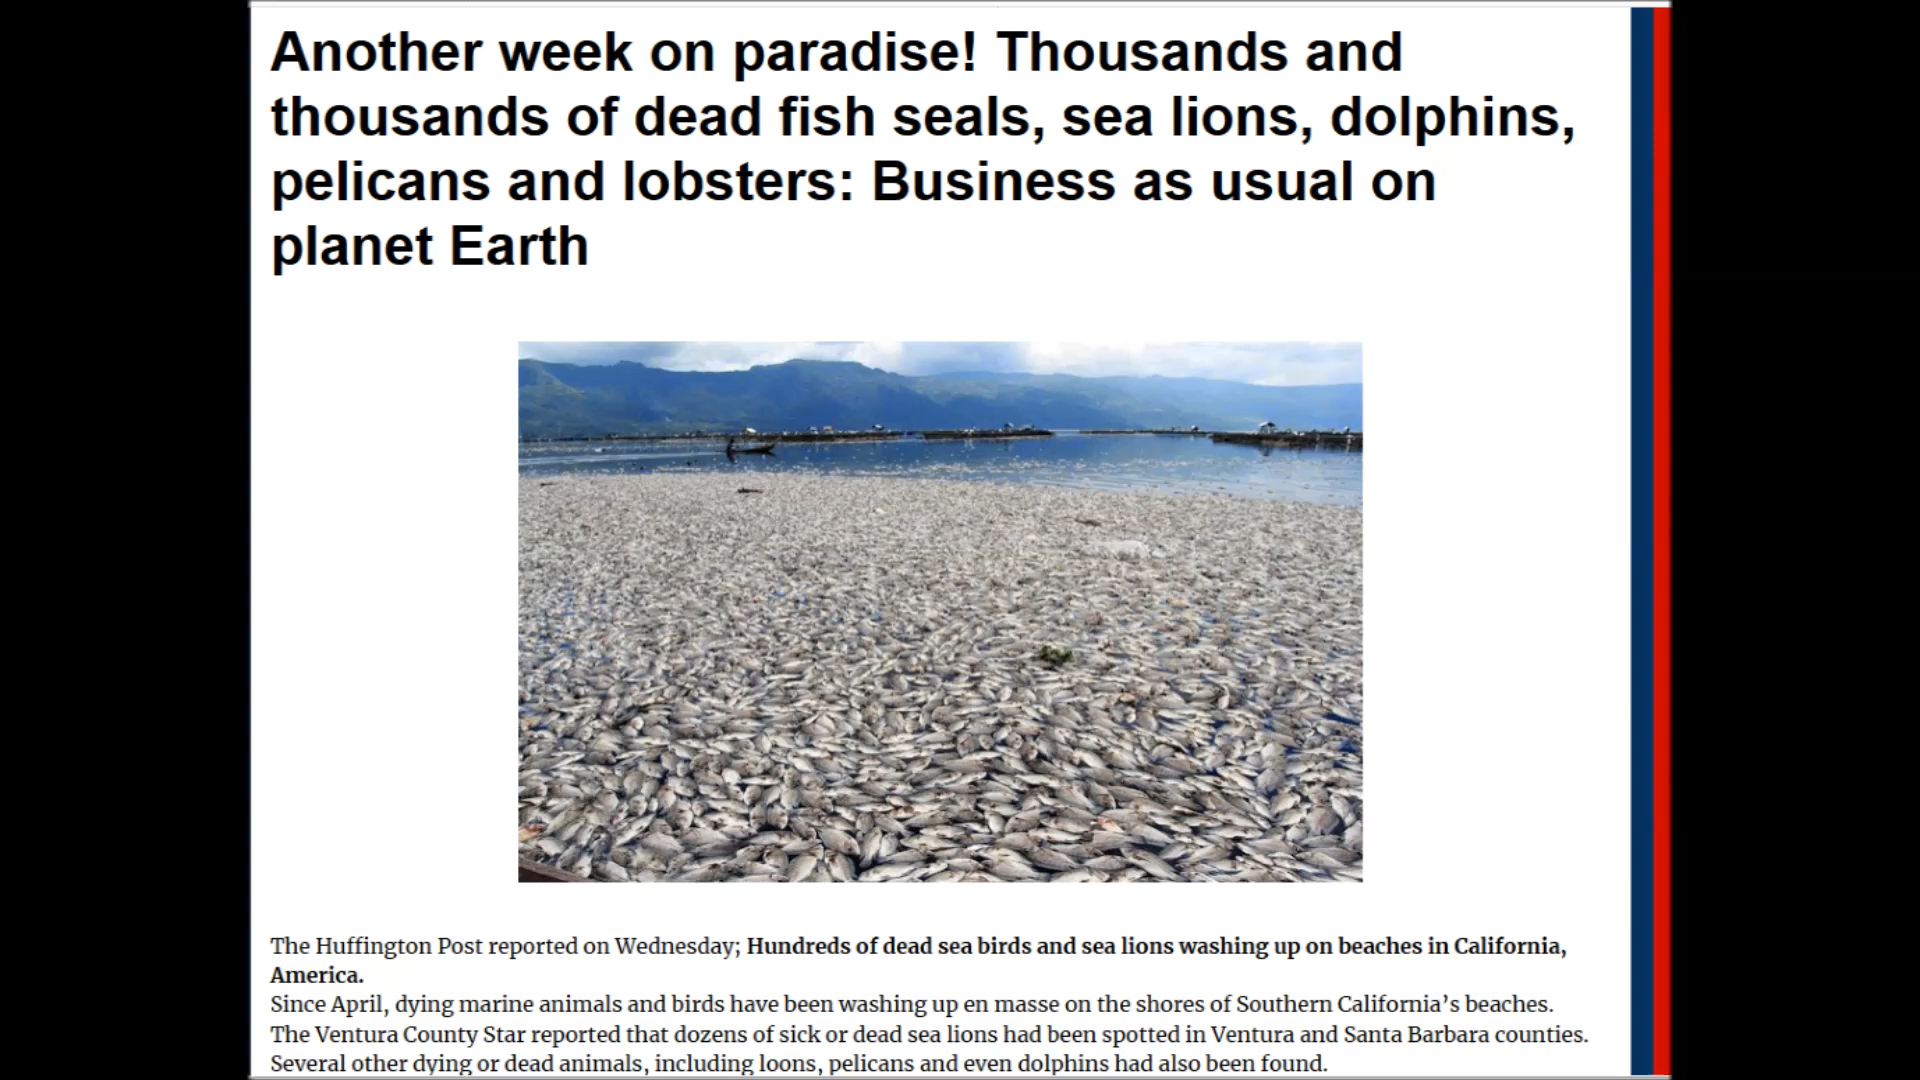 Another week on paradise! Thousands and
thousands of dead fish seals, sea lions, dolphins,
pelicans and lobsters: Business as usual on
planet Earth
The Huffington Post reported on Wednesday; Hundreds of dead sea birds and sea lions washing up on beaches in California,
America.
Since April, dying marine animals and birds have been washing up en masse on the shores of Southern California’s beaches.
The Ventura County Star reported that dozens of sick or dead sea lions had been spotted in Ventura and Santa Barbara counties.
Several other dying or dead animals, including loons, pelicans and even dolphins had also been found.